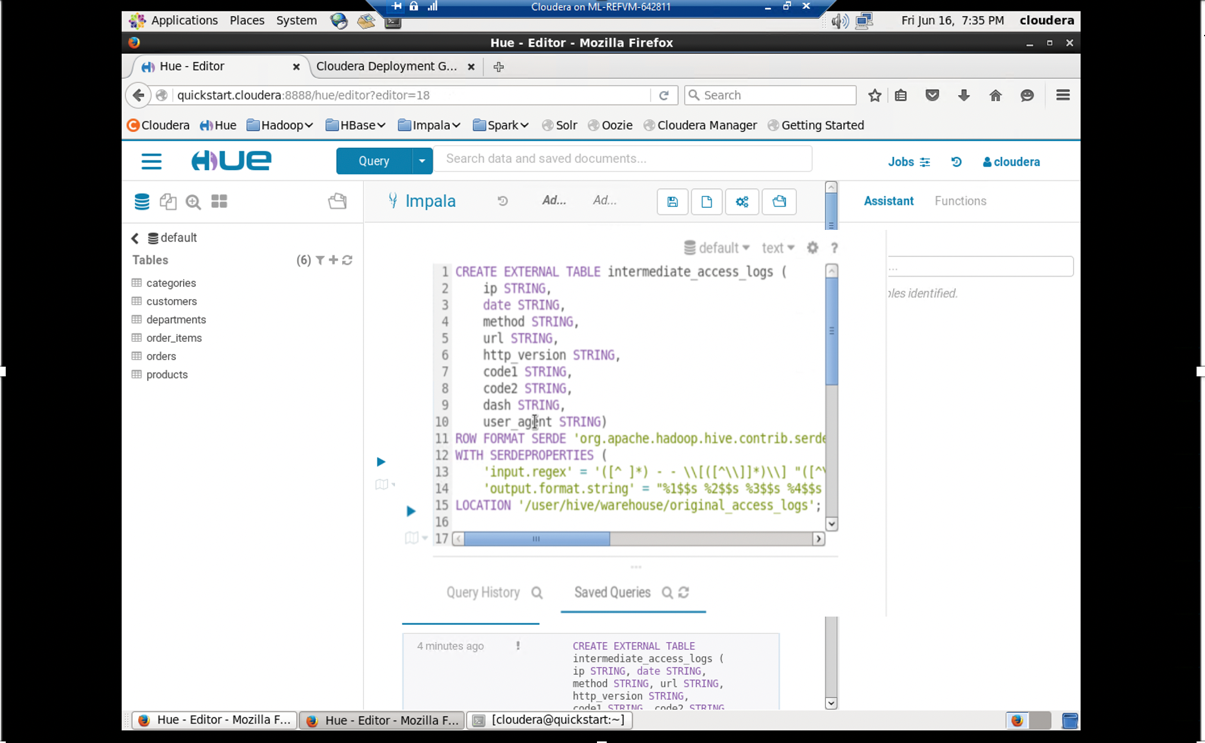 Cloudera on ML-REFVM-642811
Applications Places System
Fri Jun 16, 7:35 PM cloudera
Hue - Editor - Mozilla Firefox
Hue - Editor
Cloudera Deployment G...
quickstart.cloudera:8888/hue/editor?editor=18
Search
Cloudera Hue Hadoop HBase Impala Spark Solr Oozie Cloudera Manager Getting Started
HUE
Query
Search data and saved documents...
Jobs
cloudera
Impala
Ad...
Ad...
Assistant
Functions
default
Tables
(6)
categories
customers
departments
order_items
orders
products
default
text
?
...
bles identified.
1 CREATE EXTERNAL TABLE intermediate_access_logs (
2 ip STRING,
3 date STRING,
4 method STRING,
5 url STRING,
6 http_version STRING,
7 code1 STRING,
8 code2 STRING,
9 dash STRING,
10 user_agent STRING)
11 ROW FORMAT SERDE 'org.apache.hadoop.hive.contrib.serde
12 WITH SERDEPROPERTIES (
13 'input.regex' = '([^ ]*) - - \\[([^\\]]*)\\] "([^\
14 'output.format.string' = "%1$$s %2$$s %3$$s %4$$s
15 LOCATION '/user/hive/warehouse/original_access_logs';
16
17
Query History
Saved Queries
4 minutes ago
!
CREATE EXTERNAL TABLE
intermediate_access_logs (
ip STRING, date STRING,
method STRING, url STRING,
http_version STRING,
code1 STRING, code2 STRING,
Hue - Editor - Mozilla F...
Hue - Editor - Mozilla F...
[cloudera@quickstart:~]